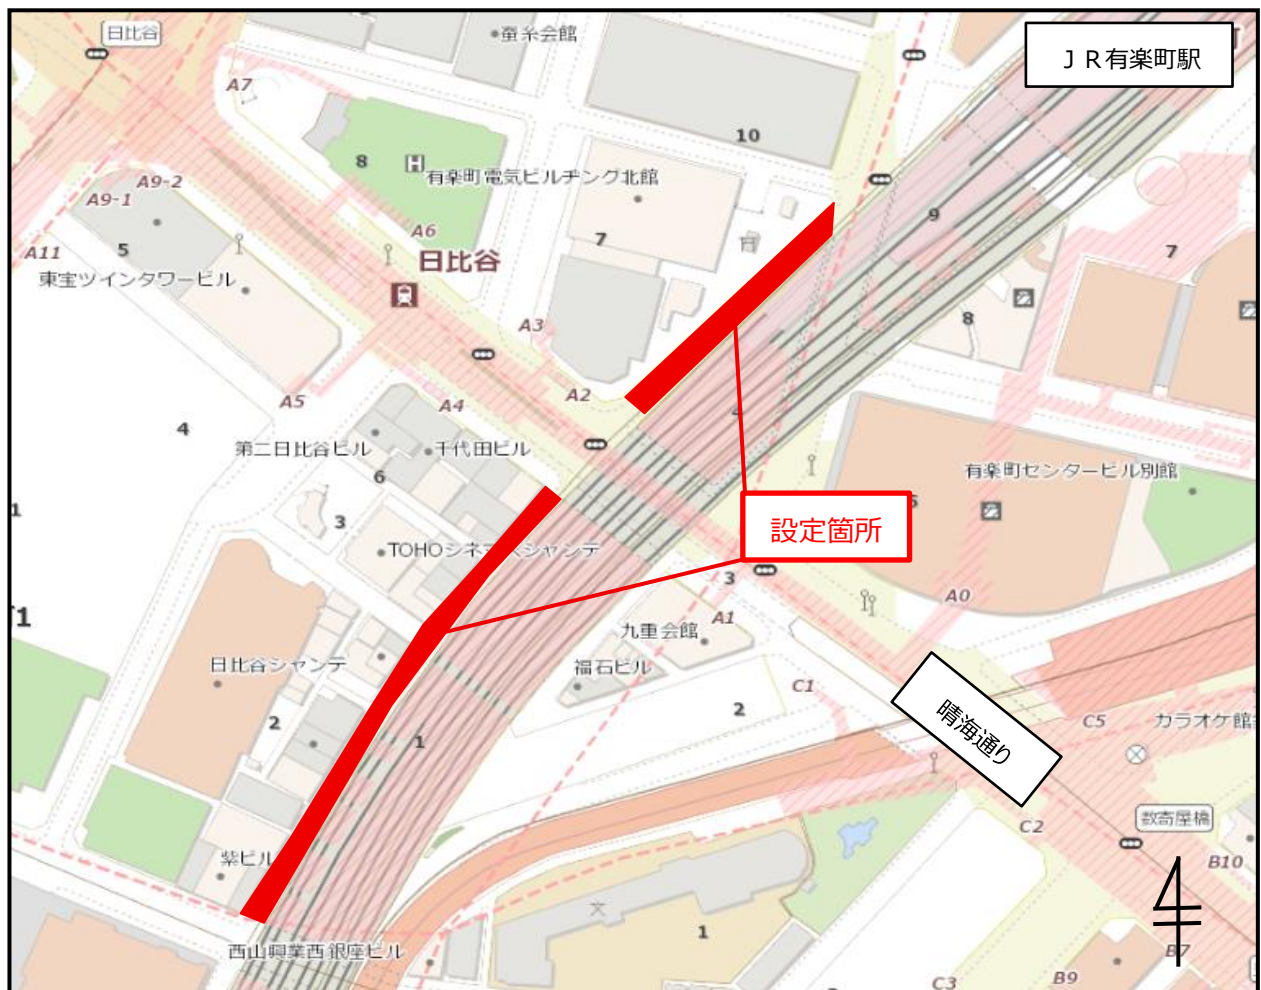 日比谷
蚕糸会館
JR有楽町駅
町
A7
10
8
有楽町電気ビルヂング北館
A9-2
A9-1
A6
9
A11
5
7
7
日比谷
東宝ツインタワービル
A3
8
A5
A4
A2
4
4
第二日比谷ビル
千代田ビル
有楽町センタービル別館
6
1
3
設定箇所
TOHOシネマズシャンテ
3
A0
1
A1
九重会館
日比谷シャンテ
福石ビル
C1
2
2
晴海通り
C5
カラオケ館
1
数寄屋橋
C2
紫ビル
B10
1
西山興業西銀座ビル
B7
C3
B9